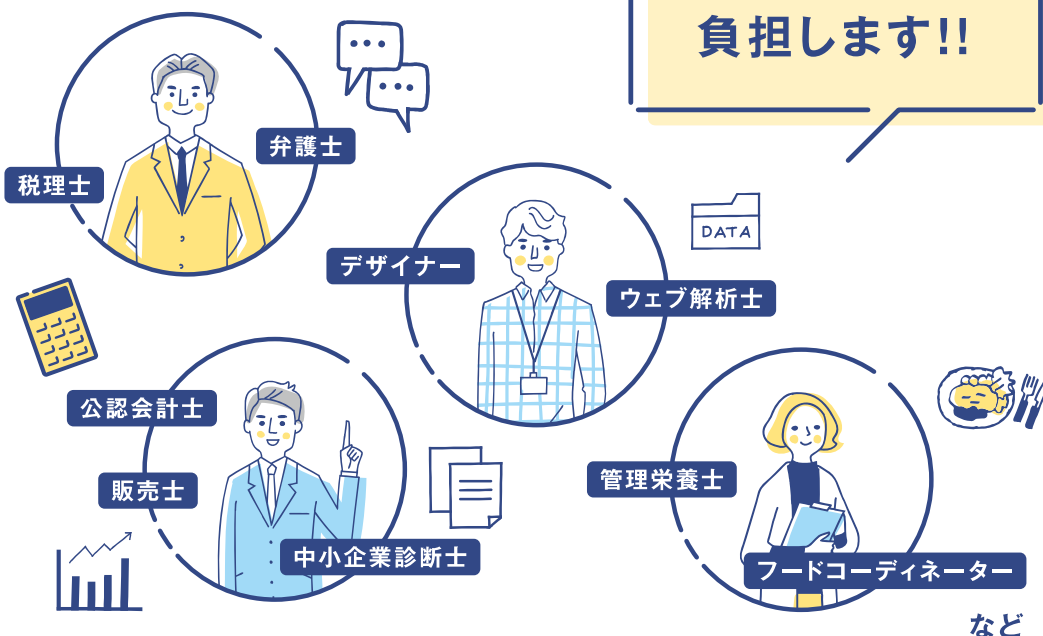 負担します!!
弁護士
税理士
デザイナー
DATA
ウェブ解析士
公認会計士
販売士
中小企業診断士
管理栄養士
フードコーディネーター
など